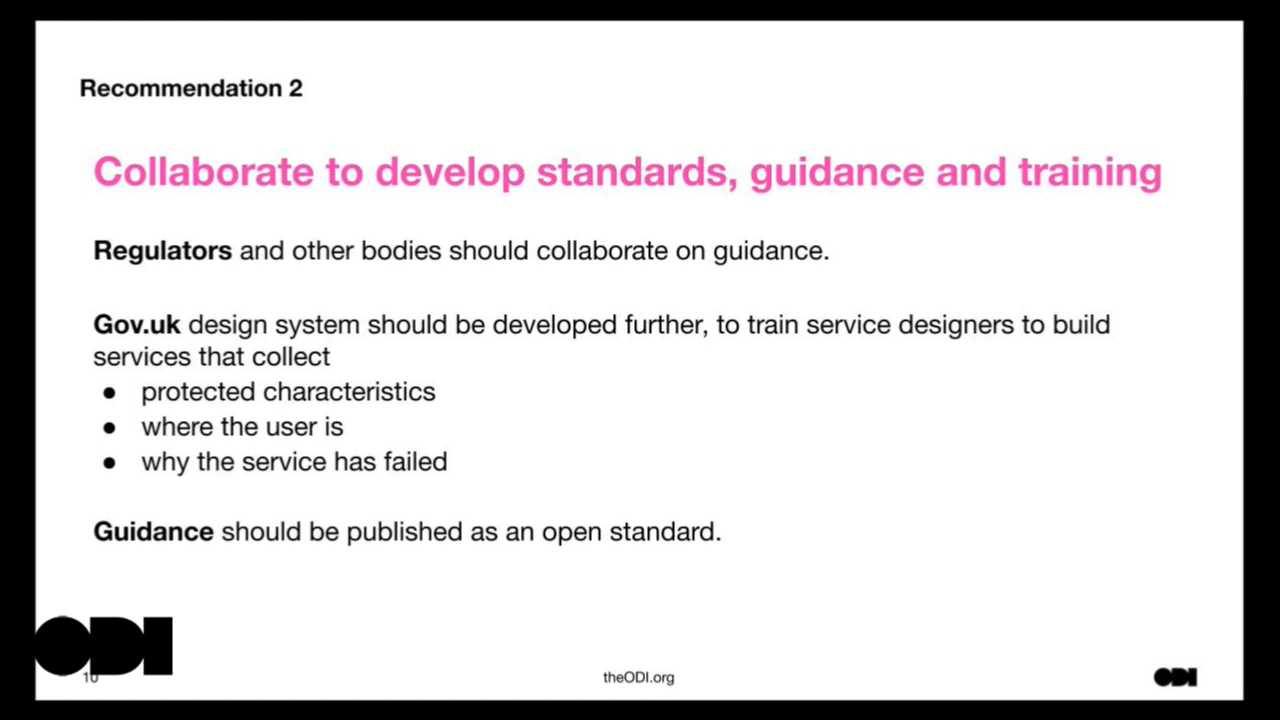 Recommendation 2
Collaborate to develop standards, guidance and training
Regulators and other bodies should collaborate on guidance.
Gov.uk design system should be developed further, to train service designers to build
services that collect
● protected characteristics
● where the user is
● why the service has failed
Guidance should be published as an open standard.
ODI
10
theODI.org
ODI